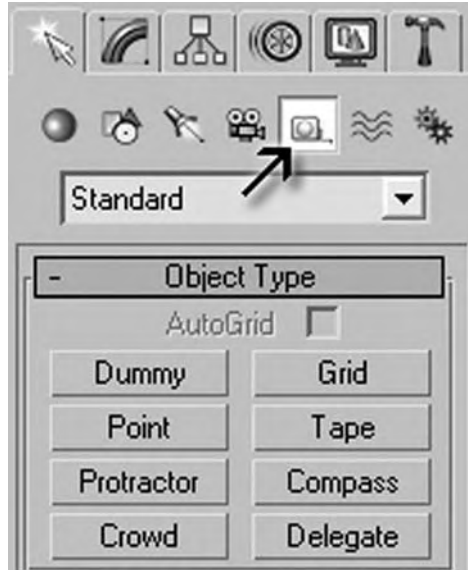 Standard
- Object Type
AutoGrid
Dummy Grid
Point Tape
Protractor Compass
Crowd Delegate